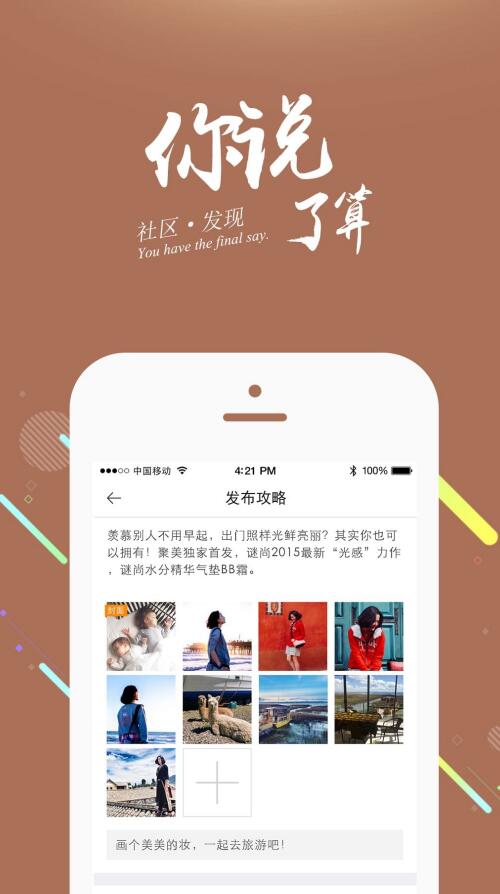 你说
了算
社区·发现
You have the final say.
中国移动 4:21 PM 100%
发布攻略
羡慕别人不用早起，出门照样光鲜亮丽？其实你也可
以拥有！聚美独家首发，谜尚2015最新“光感”力作
，谜尚水分精华气垫BB霜。
封面
画个美美的妆，一起去旅游吧！